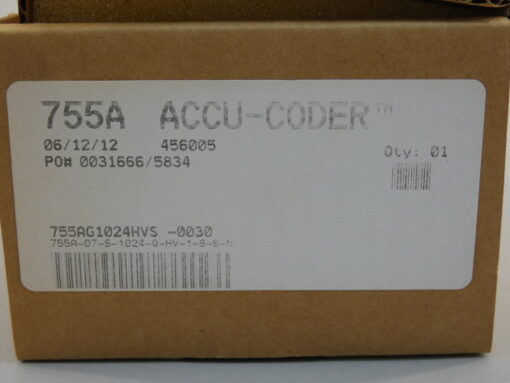 755A ACCU-CODER™
06/12/12 456005
Qty: 01
PO# 0031666/5834
755AG1024HVS -0030
755A-07-S-1024-Q-HV-1-S-S-N